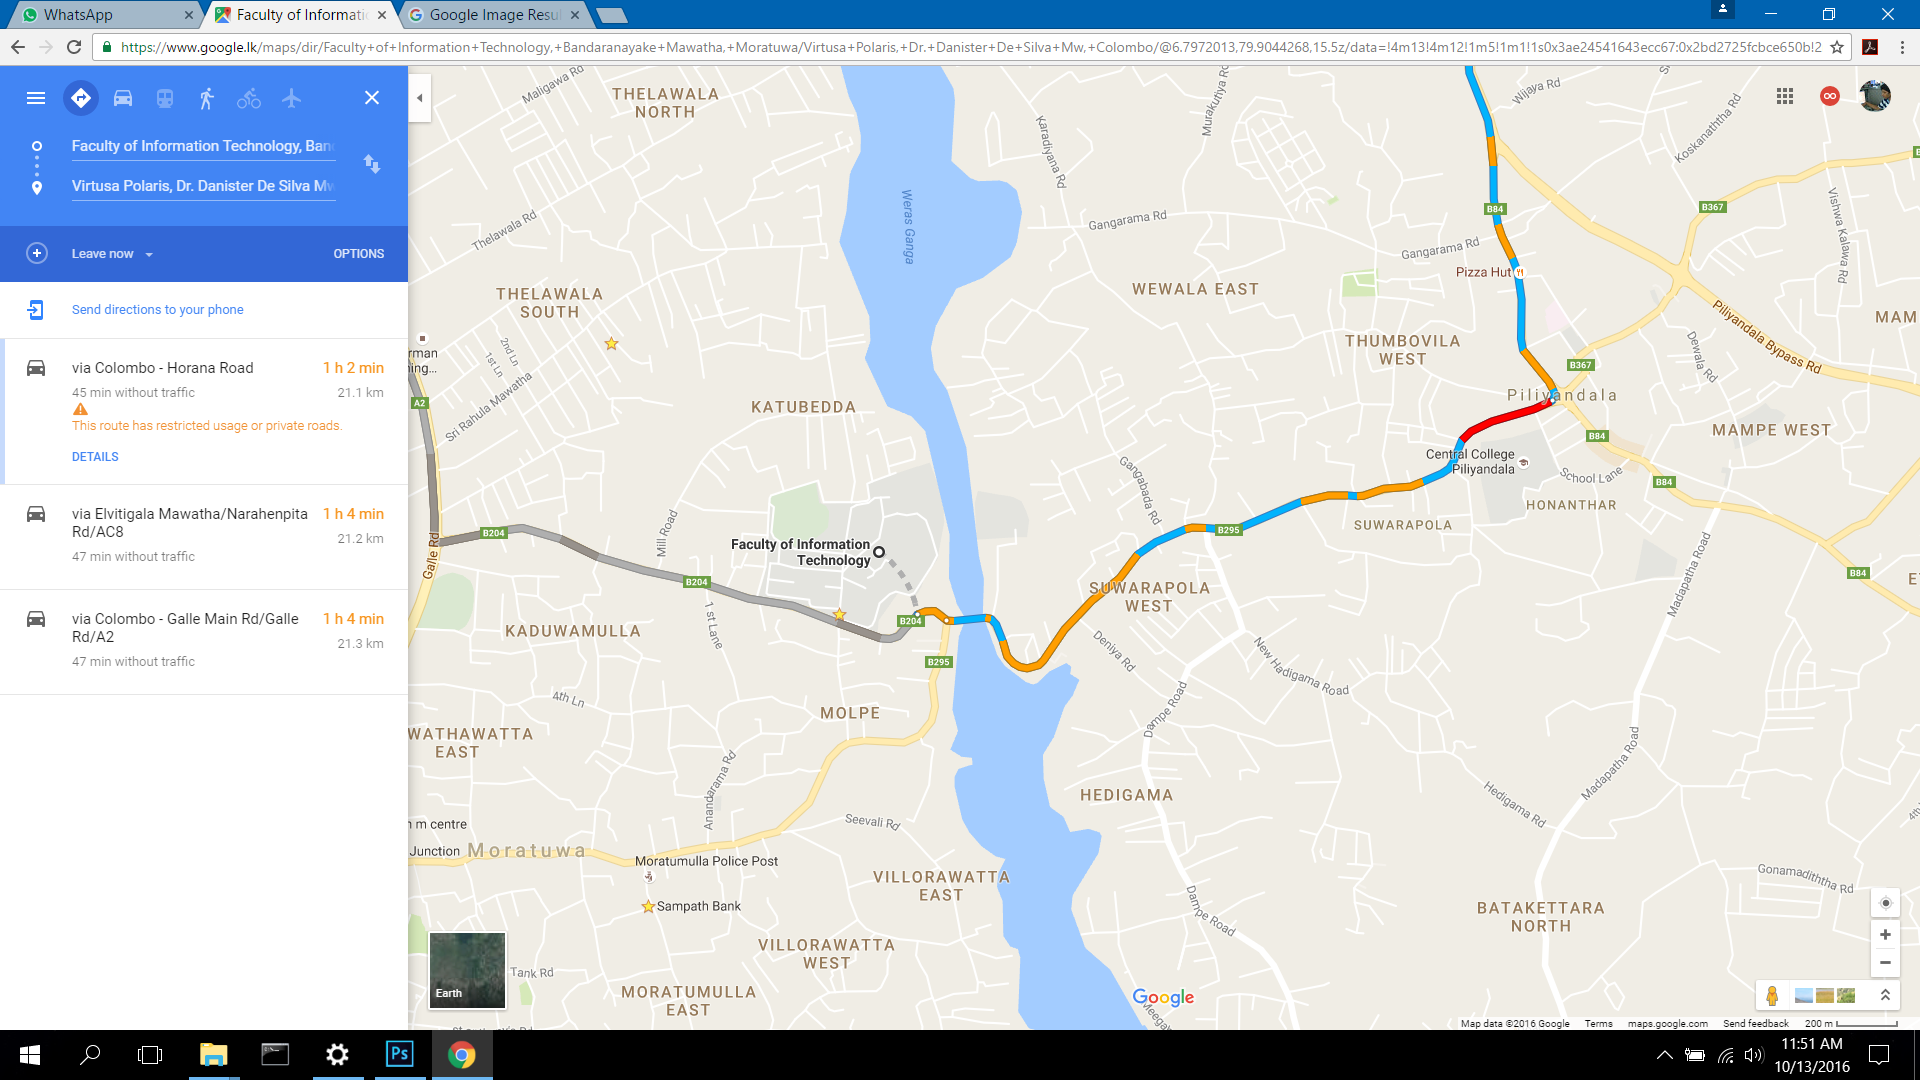 WhatsApp
Faculty of Informati
Google Image Resul
https://www.google.lk/maps/dir/Faculty+of+Information+Technology,+Bandaranayake+Mawatha,+Moratuwa/Virtusa+Polaris,+Dr.+Danister+De+Silva+Mw,+Colombo/@6.7972013,79.9044268,15.5z/data=!4m13!4m12!1m5!1m1!1s0x3ae24541643ecc67:0x2bd2725fcbce650b!2
Faculty of Information Technology, Ban
Virtusa Polaris, Dr. Danister De Silva Mw
Leave now
OPTIONS
Send directions to your phone
via Colombo - Horana Road
1 h 2 min
45 min without traffic
21.1 km
This route has restricted usage or private roads.
DETAILS
via Elvitigala Mawatha/Narahenpita
Rd/AC8
1 h 4 min
21.2 km
47 min without traffic
via Colombo - Galle Main Rd/Galle
Rd/A2
1 h 4 min
21.3 km
47 min without traffic
Maligawa Rd
THELAWALA
NORTH
Karadiyana Rd
Murakutiya Rd
Wijaya Rd
Koskanaththa Rd
Weras Ganga
Thelawala Rd
Gangarama Rd
B84
B367
Vishwa Kalawa Rd
Gangarama Rd
Pizza Hut
THELAWALA
SOUTH
WEWALA EAST
Piliyandala Bypass Rd
MAM
THUMBOVILA
WEST
Dewala Rd
rman
ing...
1st Ln
2nd Ln
Sri Rahula Mawatha
A2
B367
Piliyandala
KATUBEDDA
B84
MAMPE WEST
Central College
Piliyandala
School Lane
B84
Gangabada Rd
HONANTHAR
SUWARAPOLA
B204
Galle Rd
Mill Road
Faculty of Information
Technology
B295
Madapatha Road
B84
B204
SUWARAPOLA
WEST
1 st Lane
B204
KADUWAMULLA
B295
Deniya Rd
New Hadigama Road
4th Ln
MOLPE
Dampe Road
WATHAWATTA
EAST
Anandarama Rd
Madapatha Road
HEDIGAMA
Hedigama Rd
Seevali Rd
n m centre
Junction
Moratuwa
Moratumulla Police Post
VILLORAWATTA
EAST
Gonamadiththa Rd
Sampath Bank
Dampe Road
BATAKETTARA
NORTH
VILLORAWATTA
WEST
Tank Rd
Earth
MORATUMULLA
EAST
Google
Map data ©2016 Google
Terms
maps.google.com
Send feedback
200 m
Ps
11:51 AM
10/13/2016